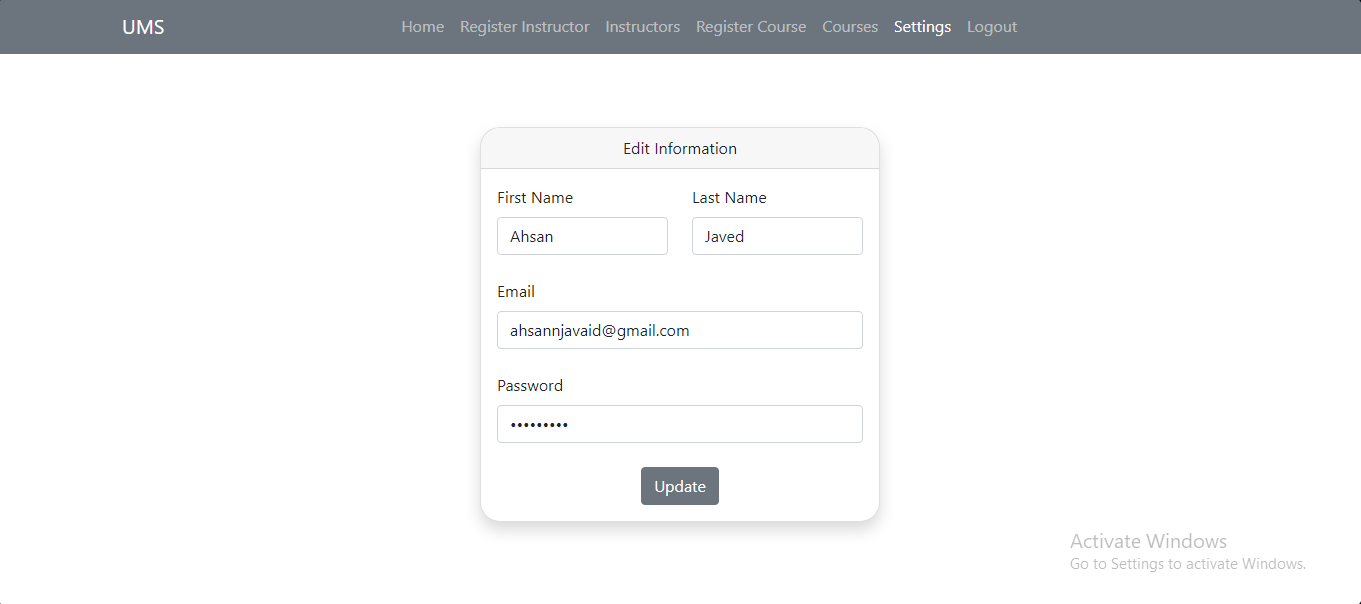 UMS Home Register Instructor Instructors Register Course Courses Settings Logout
Edit Information
First Name Last Name
Ahsan Javed
Email
ahsannjavaid@gmail.com
Password
•••••••••
Update
Activate Windows
Go to Settings to activate Windows.